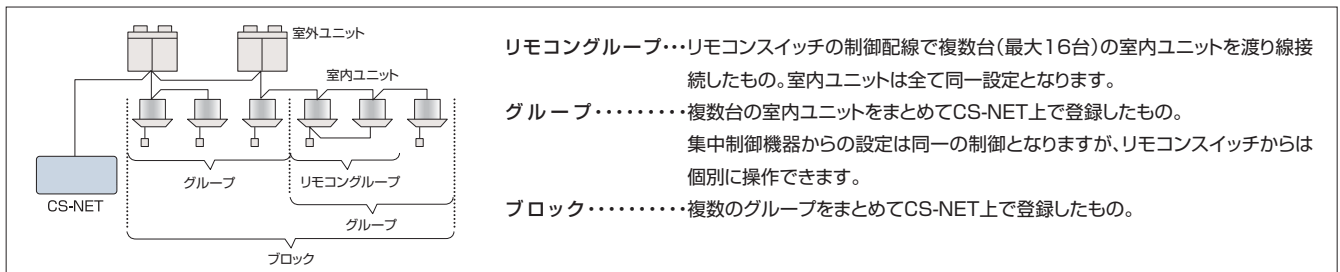 室外ユニット
室内ユニット
グループ
リモコングループ
CS-NET
グループ
ブロック
リモコングループ・・・リモコンスイッチの制御配線で複数台(最大16台)の室内ユニットを渡り線接
続したもの。室内ユニットは全て同一設定となります。
グループ・・・・・・・・・複数台の室内ユニットをまとめてCS-NET上で登録したもの。
集中制御機器からの設定は同一の制御となりますが、リモコンスイッチからは
個別に操作できます。
ブロック・・・・・・・・・・複数のグループをまとめてCS-NET上で登録したもの。